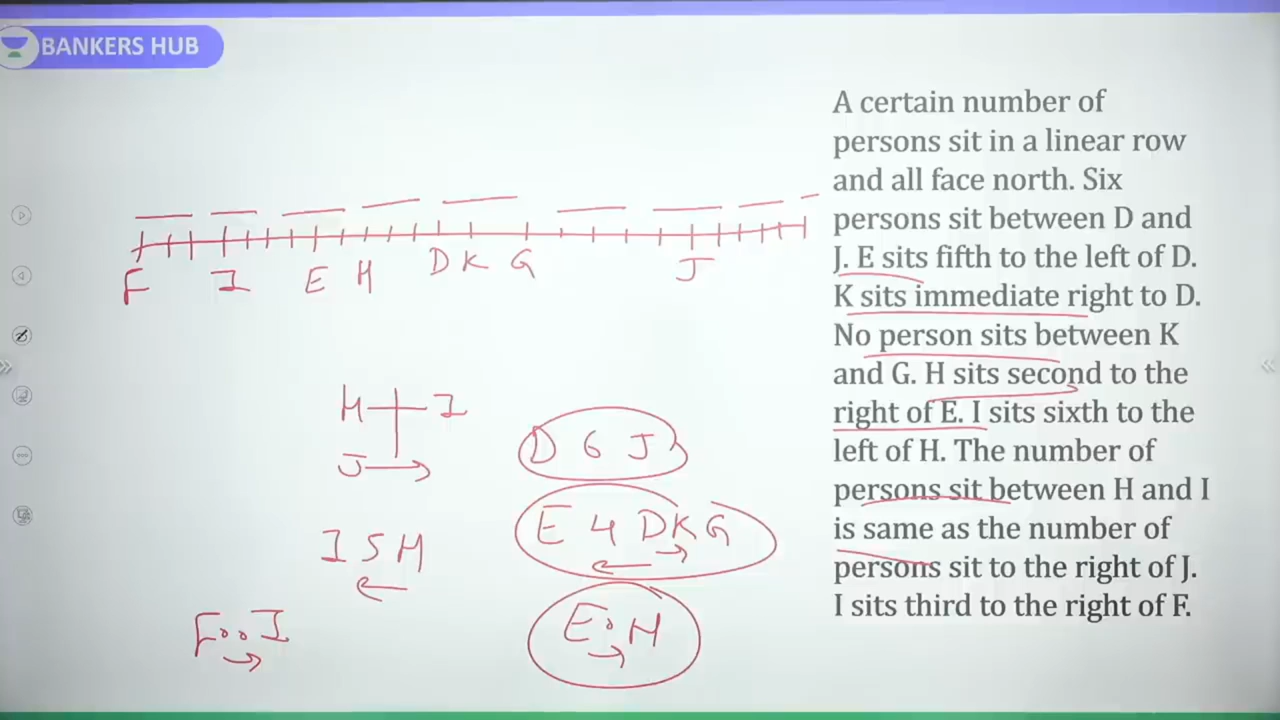 BANKERS HUB
A certain number of
persons sit in a linear row
and all face north. Six
persons sit between D and
J. E sits fifth to the left of D.
K sits immediate right to D.
No person sits between K
and G. H sits second to the
right of E. I sits sixth to the
left of H. The number of
persons sit between H and I
is same as the number of
persons sit to the right of J.
I sits third to the right of F.
F I E H D K G J
H I
J
D 6 J
E 4 D K G
I 5 H
E H
F I